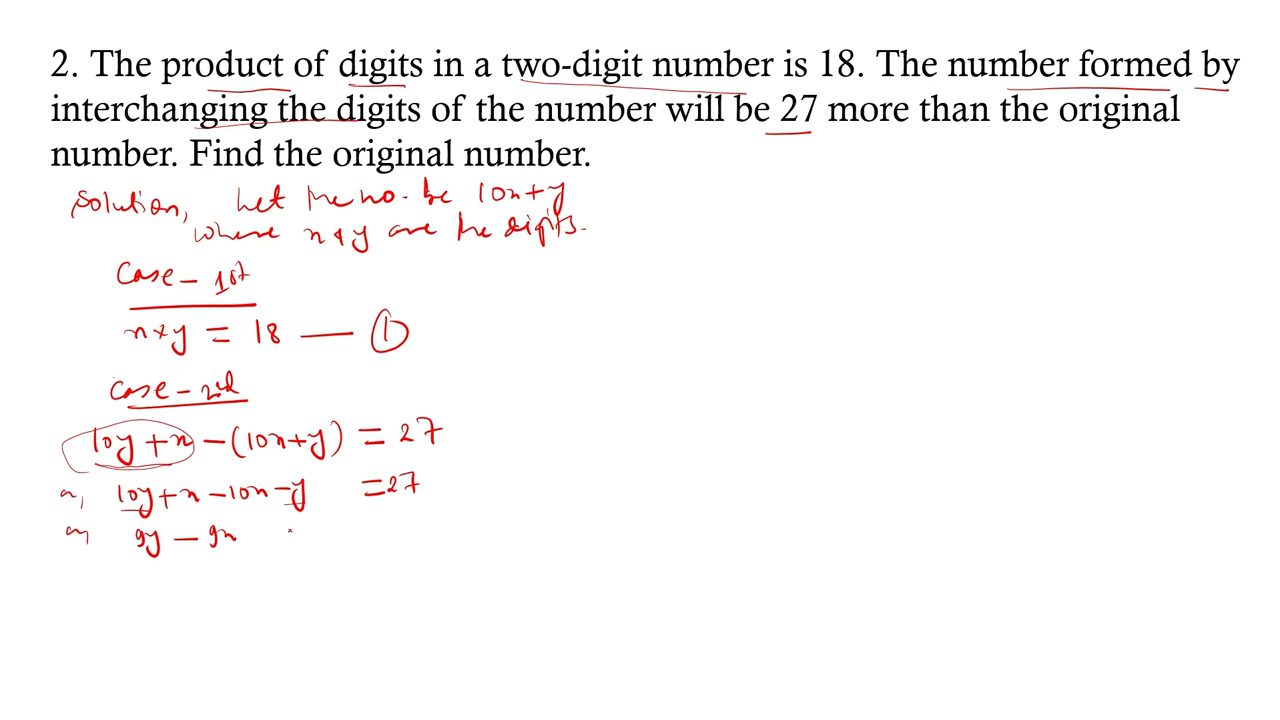 2. The product of digits in a two-digit number is 18. The number formed by
interchanging the digits of the number will be 27 more than the original
number. Find the original number.
Solution, Let the no. be 10x+y
where x & y are the digits.
Case - 1st
x×y = 18 — ①
Case - 2nd
10y+x-(10x+y) = 27
or, 10y+x-10x-y = 27
or, 9y - 9x